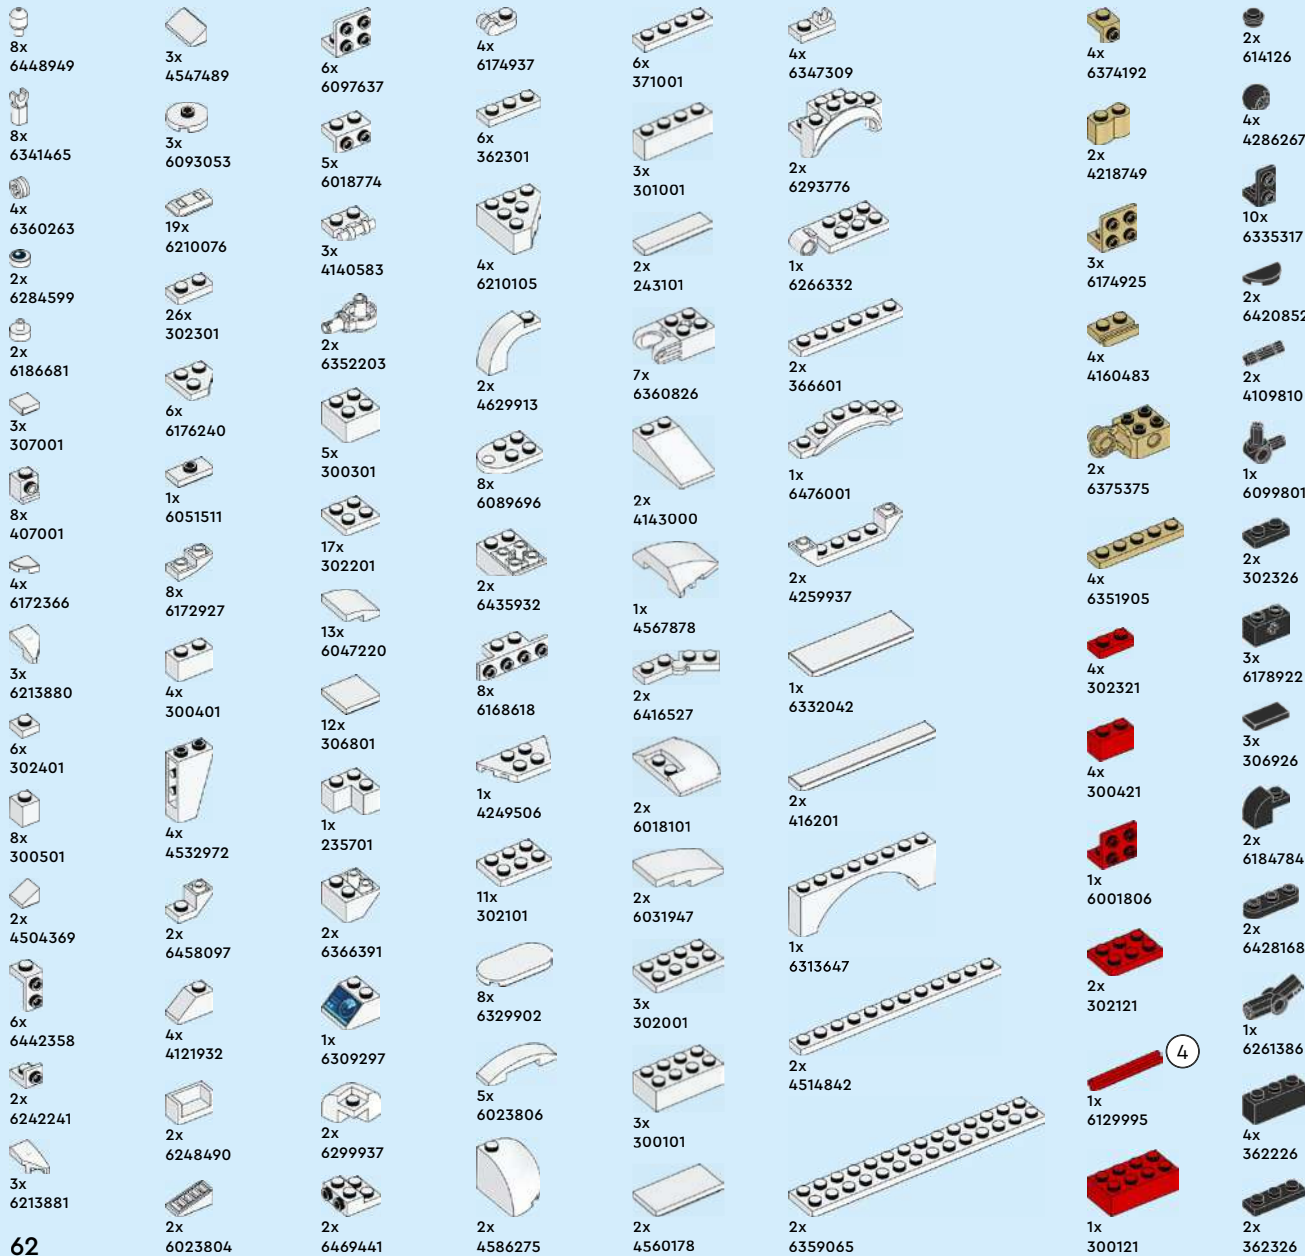 8x
6448949
8x
6341465
4x
6360263
2x
6284599
2x
6186681
3x
307001
8x
407001
4x
6172366
3x
6213880
6x
302401
8x
300501
2x
4504369
6x
6442358
2x
6242241
3x
6213881
62
3x
4547489
3x
6093053
19x
6210076
26x
302301
6x
6176240
1x
6051511
8x
6172927
4x
300401
4x
4532972
2x
6458097
4x
4121932
2x
6248490
2x
6023804
6x
6097637
5x
6018774
3x
4140583
2x
6352203
5x
300301
17x
302201
13x
6047220
12x
306801
1x
235701
2x
6366391
1x
6309297
2x
6299937
2x
6469441
4x
6174937
6x
362301
4x
6210105
2x
4629913
8x
6089696
2x
6435932
8x
6168618
1x
4249506
11x
302101
8x
6329902
5x
6023806
2x
4586275
6x
371001
3x
301001
2x
243101
7x
6360826
2x
4143000
1x
4567878
2x
6416527
2x
6018101
2x
6031947
3x
302001
3x
300101
2x
4560178
4x
6347309
2x
6293776
1x
6266332
2x
366601
1x
6476001
2x
4259937
1x
6332042
2x
416201
1x
6313647
2x
4514842
2x
6359065
4x
6374192
2x
4218749
3x
6174925
4x
4160483
2x
6375375
4x
6351905
4x
302321
4x
300421
1x
6001806
2x
302121
4
1x
6129995
1x
300121
2x
614126
4x
4286267
10x
6335317
2x
6420852
2x
4109810
1x
6099801
2x
302326
3x
6178922
3x
306926
2x
6184784
2x
6428168
1x
6261386
4x
362226
2x
362326